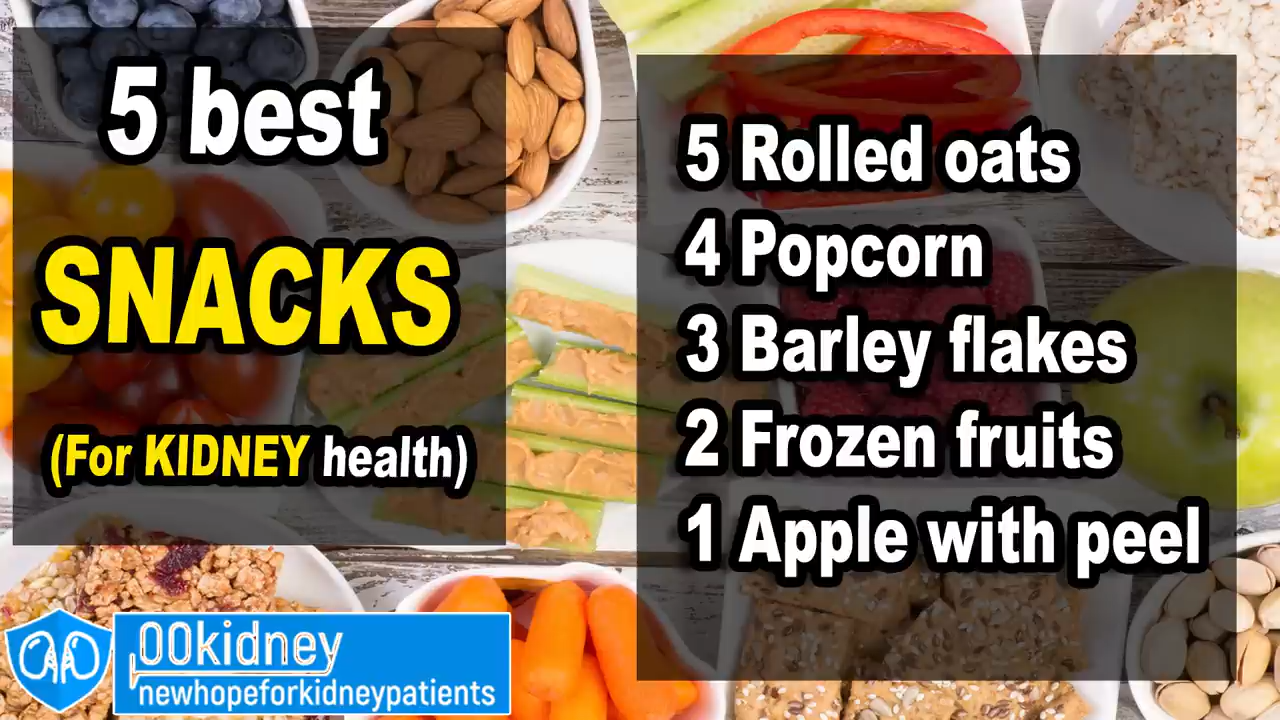 5 best
SNACKS
(For KIDNEY health)
5 Rolled oats
4 Popcorn
3 Barley flakes
2 Frozen fruits
1 Apple with peel
00kidney
newhopeforkidneypatients